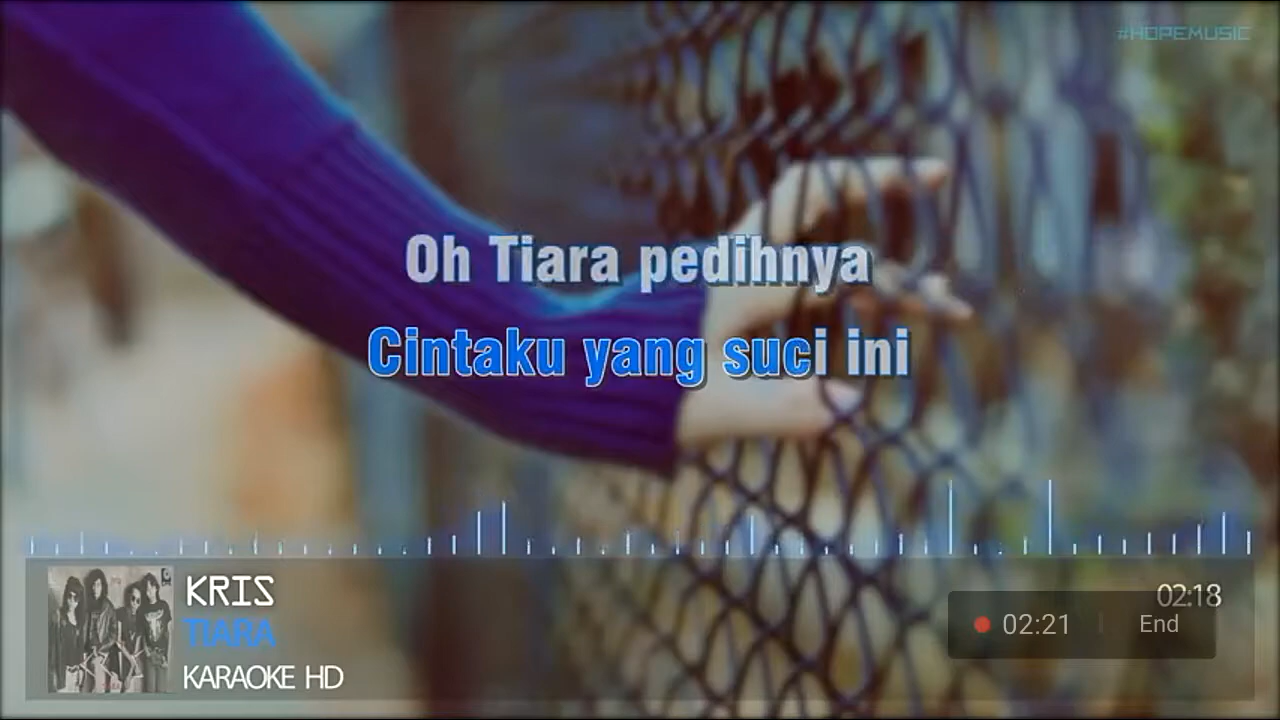 #HOPEMUSIC
Oh Tiara pedihnya
Cintaku yang suci ini
KRIS
TIARA
KARAOKE HD
02:18
02:21 | End